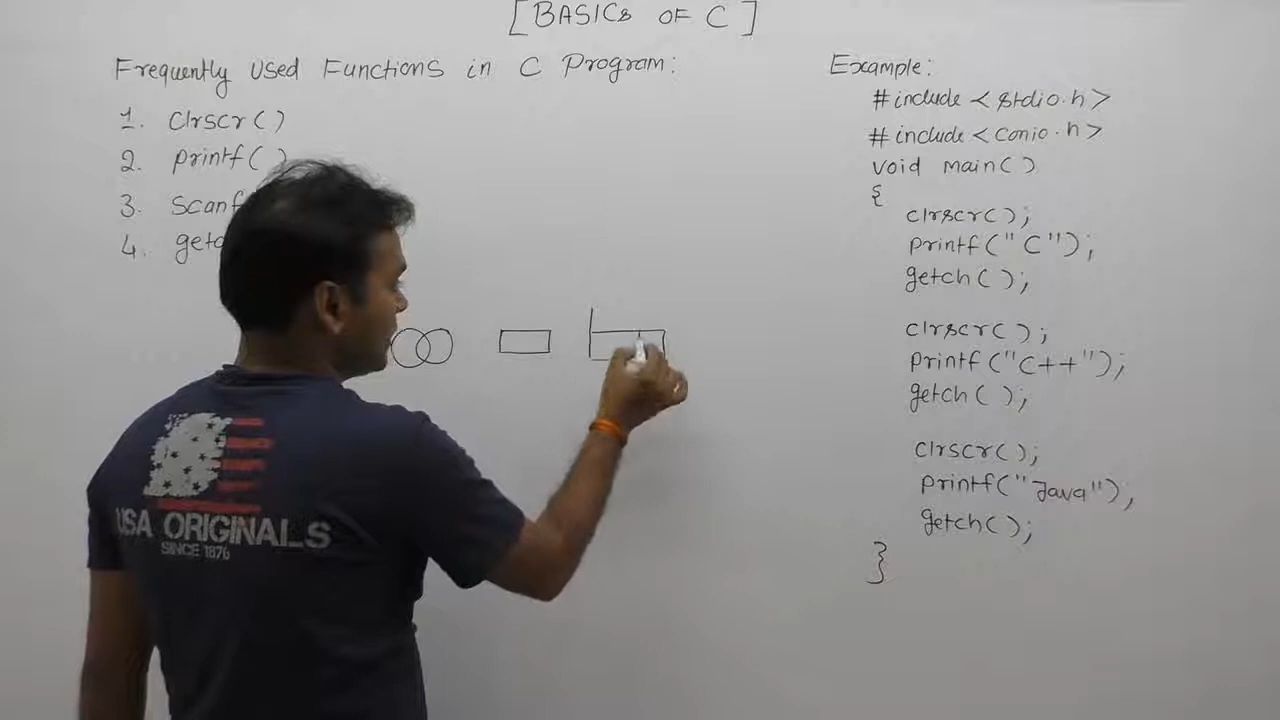 [BASICS OF C]
Frequently Used Functions in C Program:
1. clrscr()
2. printf()
3. Scanf
4. getc
Example:
#include <stdio.h>
#include <conio.h>
void main()
{
clrscr();
printf("C");
getch();
clrscr();
printf("C++");
getch();
clrscr();
printf("Java");
getch();
}
USA ORIGINALS
SINCE 1876